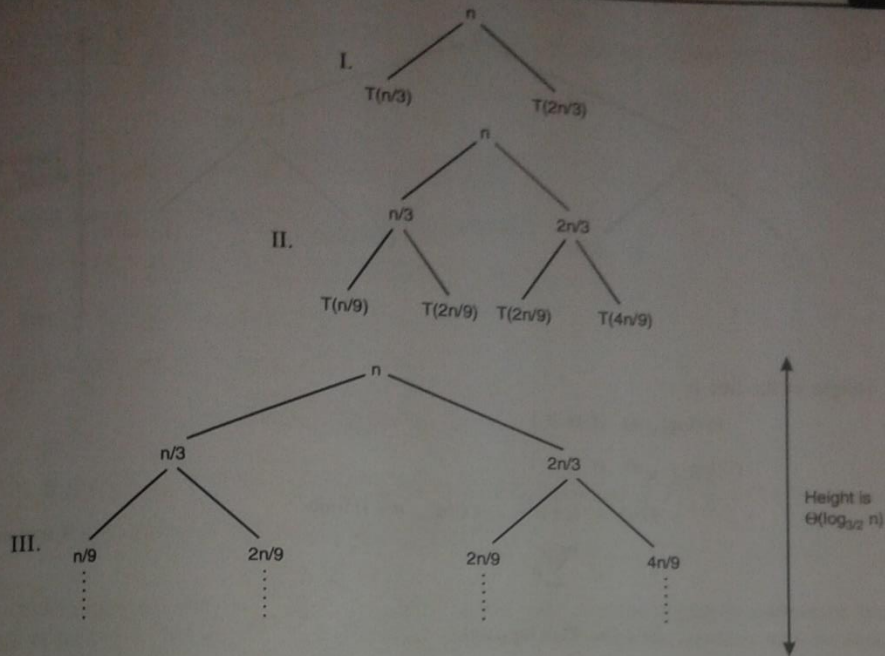 n
I.
T(n/3) T(2n/3)
n
n/3 2n/3
II.
T(n/9) T(2n/9) T(2n/9) T(4n/9)
n
n/3 2n/3
Height is
Θ(log3/2 n)
III.
n/9 2n/9 2n/9 4n/9